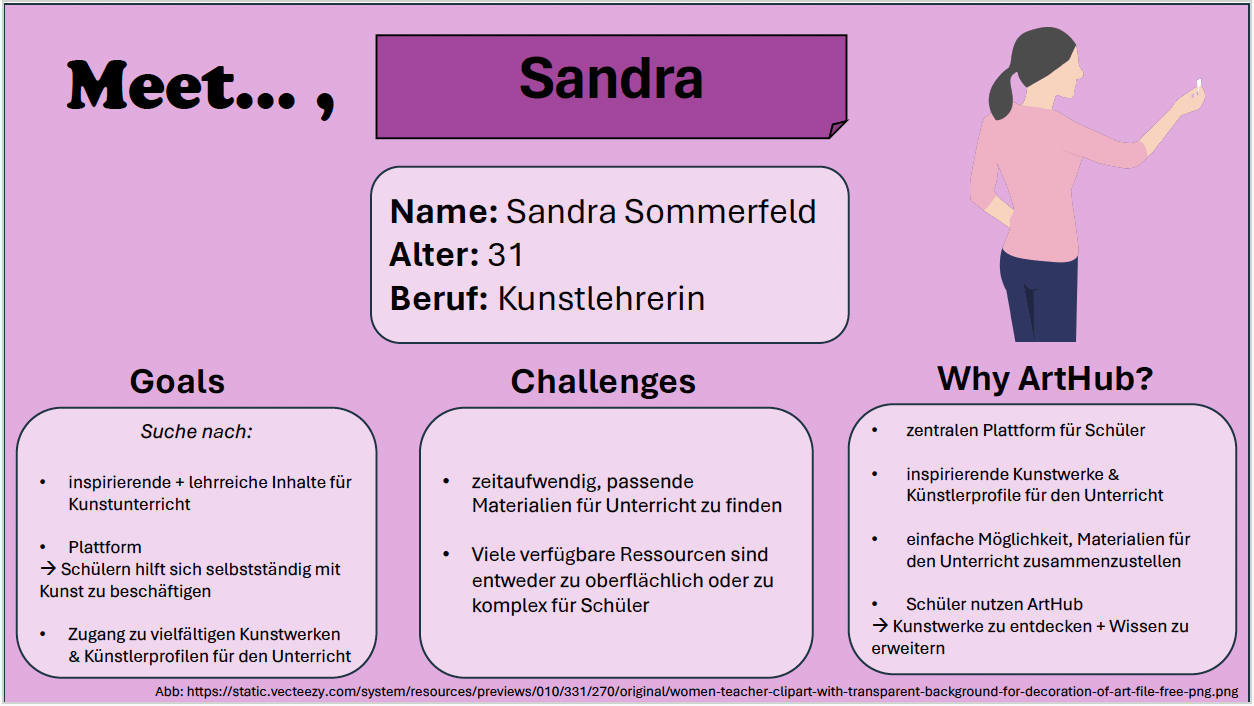 Meet... ,
Sandra
Name: Sandra Sommerfeld
Alter: 31
Beruf: Kunstlehrerin
Goals
Suche nach:
• inspirierende + lehrreiche Inhalte für
Kunstunterricht
• Plattform
→ Schülern hilft sich selbstständig mit
Kunst zu beschäftigen
• Zugang zu vielfältigen Kunstwerken
& Künstlerprofilen für den Unterricht
Challenges
• zeitaufwendig, passende
Materialien für Unterricht zu finden
• Viele verfügbare Ressourcen sind
entweder zu oberflächlich oder zu
komplex für Schüler
Why ArtHub?
• zentralen Plattform für Schüler
• inspirierende Kunstwerke &
Künstlerprofile für den Unterricht
• einfache Möglichkeit, Materialien für
den Unterricht zusammenzustellen
• Schüler nutzen ArtHub
→ Kunstwerke zu entdecken + Wissen zu
erweitern
Abb: https://static.vecteezy.com/system/resources/previews/010/331/270/original/women-teacher-clipart-with-transparent-background-for-decoration-of-art-file-free-png.png